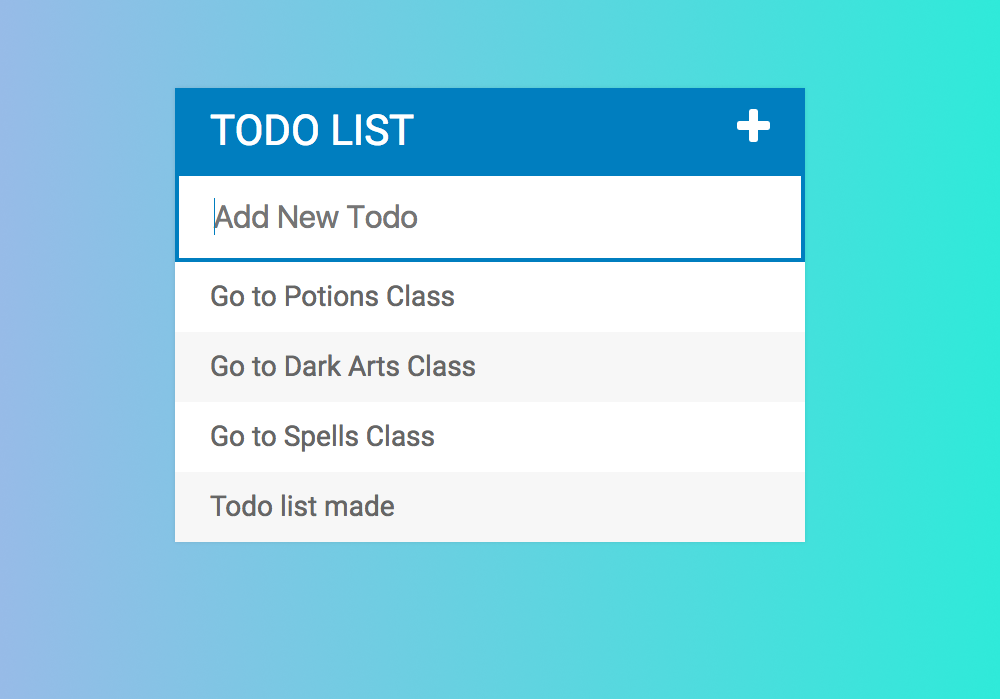 TODO LIST
Add New Todo
Go to Potions Class
Go to Dark Arts Class
Go to Spells Class
Todo list made